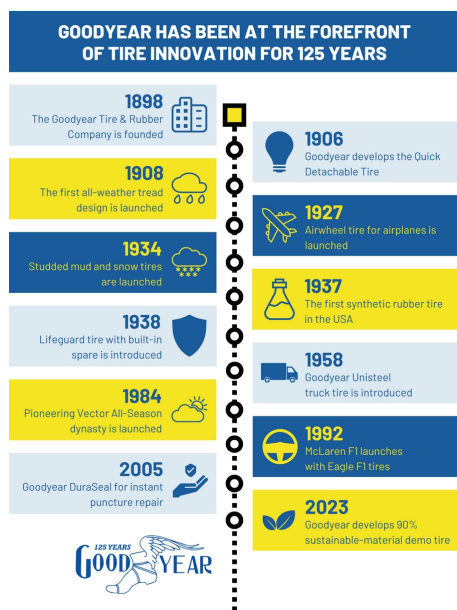 GOODYEAR HAS BEEN AT THE FOREFRONT
OF TIRE INNOVATION FOR 125 YEARS
1898
The Goodyear Tire & Rubber
Company is founded
1906
Goodyear develops the Quick
Detachable Tire
1908
The first all-weather tread
design is launched
1927
Airwheel tire for airplanes is
launched
1934
Studded mud and snow tires
are launched
1937
The first synthetic rubber tire
in the USA
1938
Lifeguard tire with built-in
spare is introduced
1958
Goodyear Unisteel
truck tire is introduced
1984
Pioneering Vector All-Season
dynasty is launched
1992
McLaren F1 launches
with Eagle F1 tires
2005
Goodyear DuraSeal for instant
puncture repair
2023
Goodyear develops 90%
sustainable-material demo tire
125 YEARS
GOODYEAR